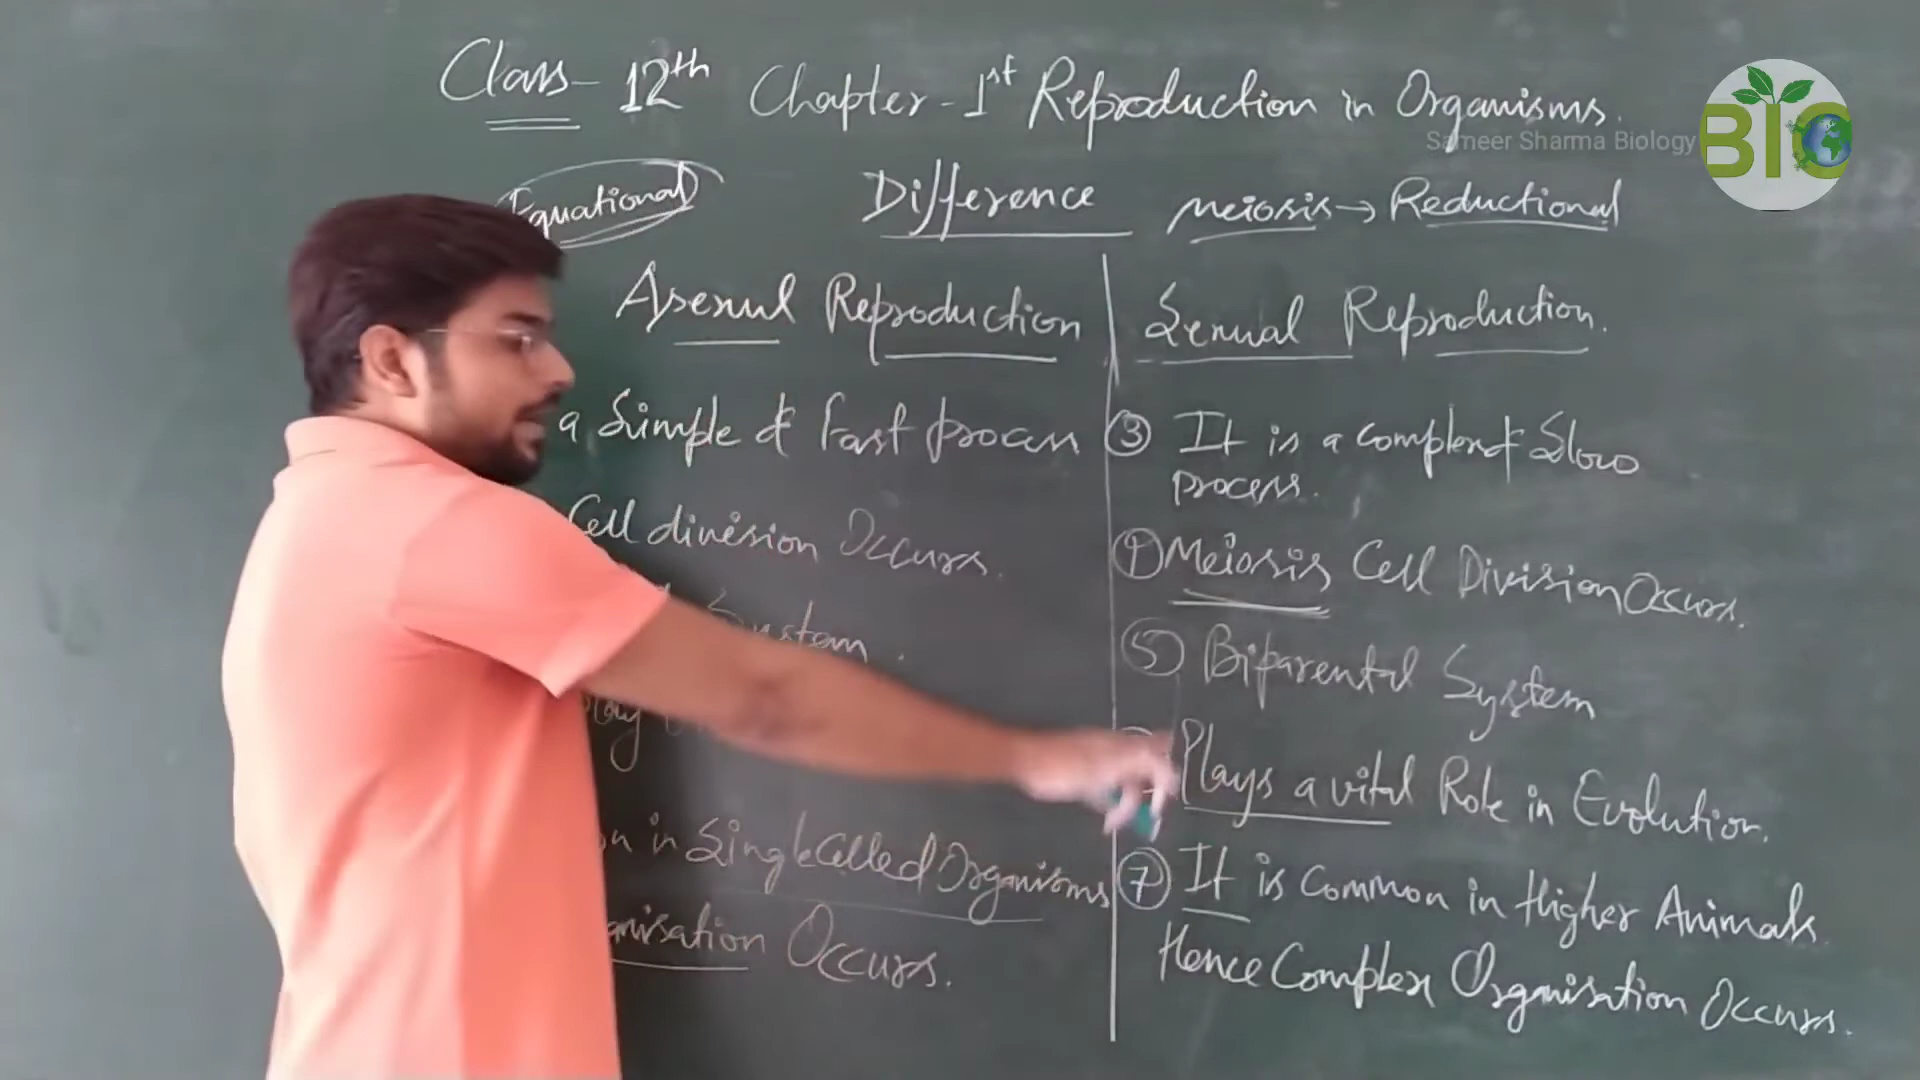 Class- 12th Chapter - 1st Reproduction in Organisms.
Sameer Sharma Biology BIO
Equational Difference Meiosis → Reductional
Asexual Reproduction Sexual Reproduction.
a Simple & Fast process ③ It is a complex & Slow
process.
Cell division Occurs. ④ Meiosis Cell Division Occurs.
System. ⑤ Biparental System
Plays a vital Role in Evolution.
in Single Celled Organisms ⑦ It is Common in Higher Animals
anisation Occurs. Hence Complex Organisation Occurs.